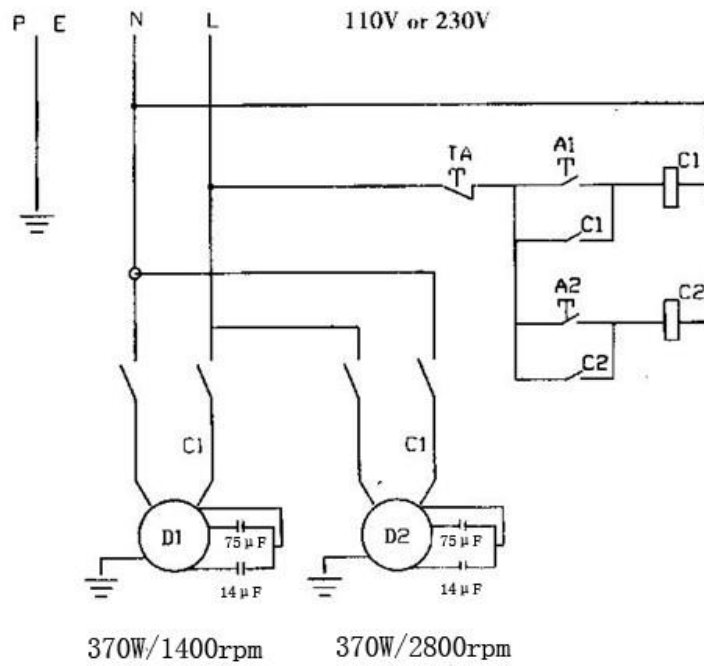 P E N L 110V or 230V
TA A1 C1
C1
A2 C2
C2
C1 C1
D1 75μF D2 75μF
14μF 14μF
370W/1400rpm 370W/2800rpm